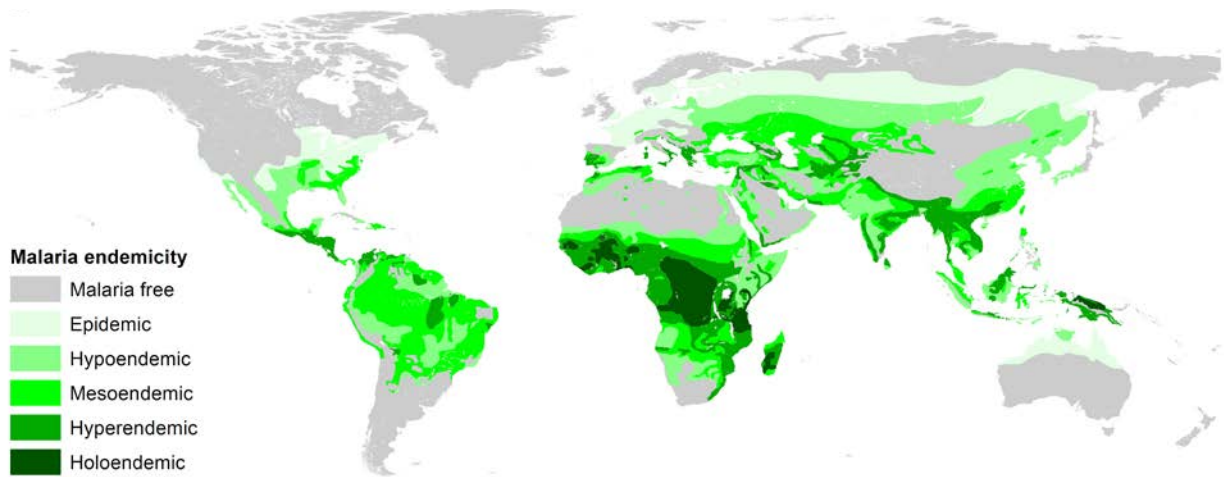 Malaria endemicity
Malaria free
Epidemic
Hypoendemic
Mesoendemic
Hyperendemic
Holoendemic